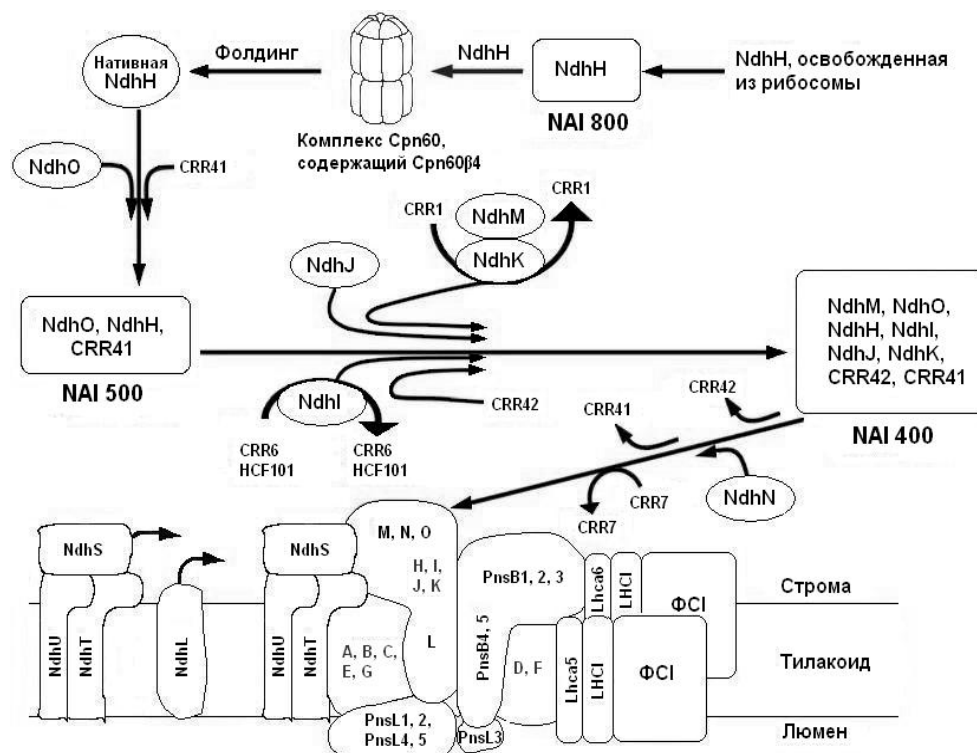 Нативная
NdhH
Фолдинг
NdhH
NdhH
NdhH, освобожденная
из рибосомы
NAI 800
Комплекс Cpn60,
содержащий Cpn60β4
NdhO
CRR41
CRR1
NdhM
CRR1
NdhK
NdhJ
NdhO, NdhH,
CRR41
NAI 500
NdhM, NdhO,
NdhH, NdhI,
NdhJ, NdhK,
CRR42, CRR41
NAI 400
NdhI
CRR42
CRR6
HCF101
CRR6
HCF101
CRR41
CRR42
NdhN
CRR7
CRR7
NdhS
NdhU
NdhT
NdhL
NdhS
NdhU
NdhT
M, N, O
H, I,
J, K
L
A, B, C,
E, G
PnsL1, 2,
PnsL4, 5
PnsB1, 2, 3
PnsB4, 5
PnsL3
D, F
Lhca6
LHCI
ФСI
Lhca5
LHCI
ФСI
Строма
Тилакоид
Люмен